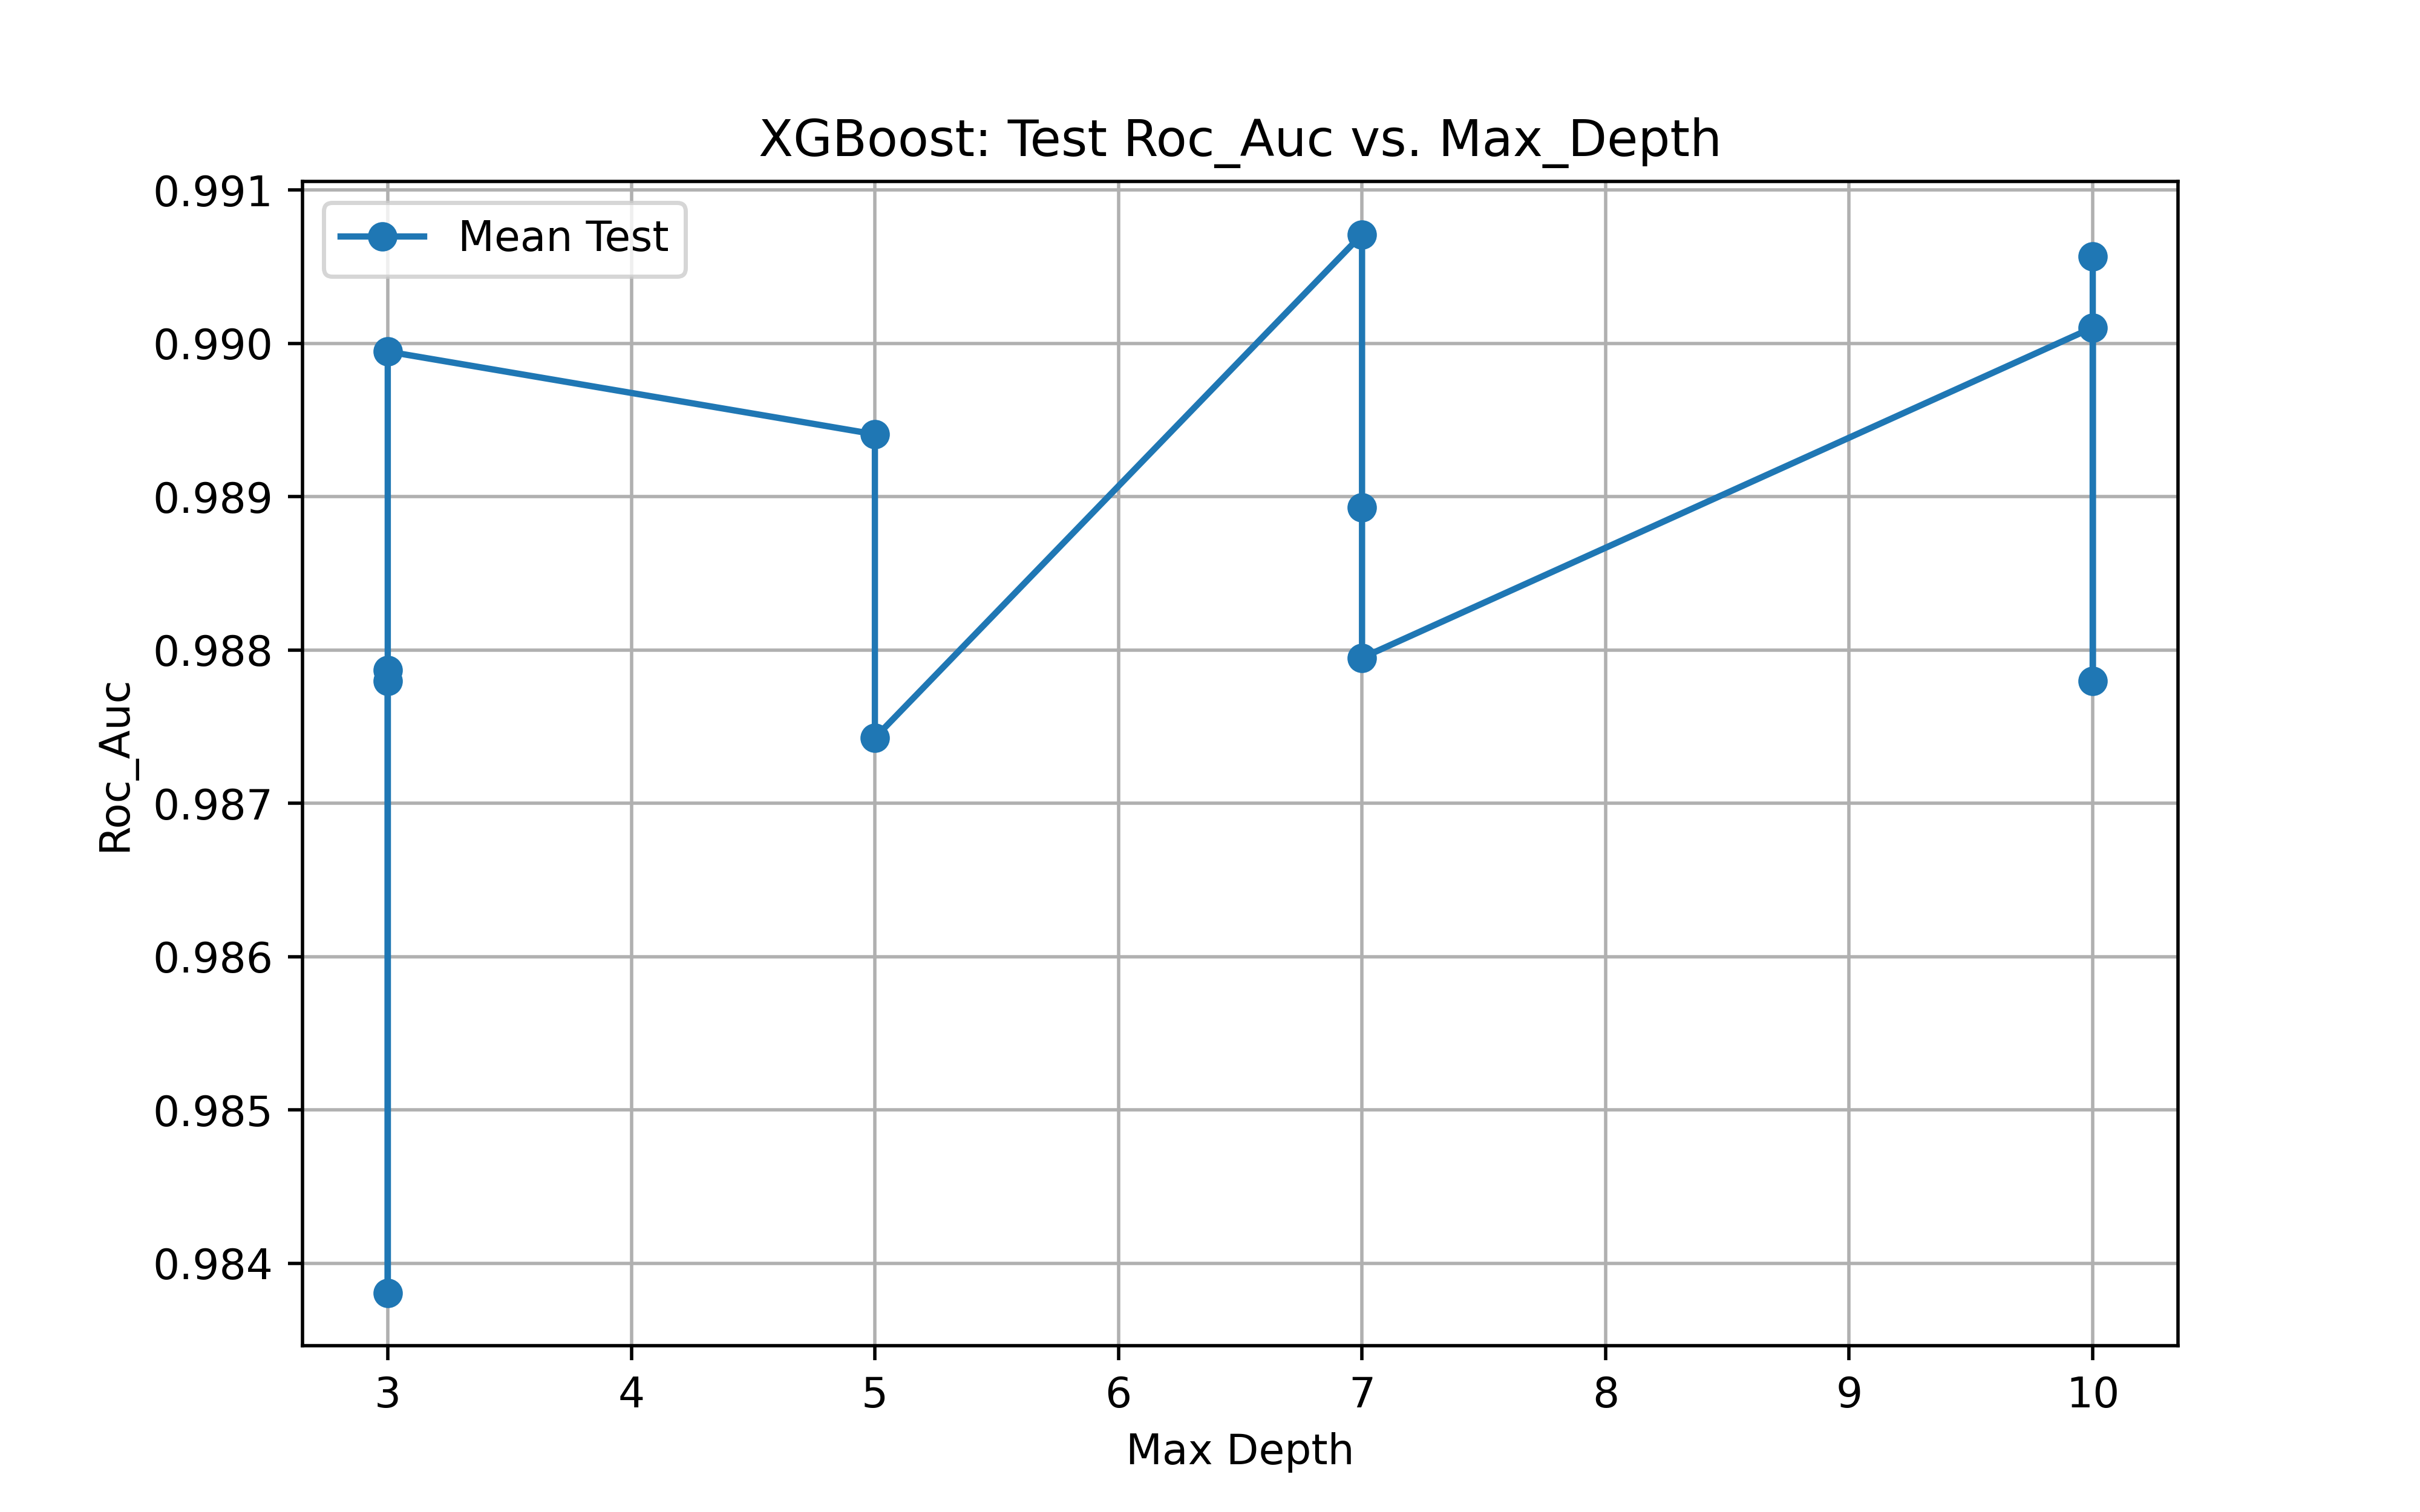 XGBoost: Test Roc_Auc vs. Max_Depth
Mean Test
0.991
0.990
0.989
0.988
0.987
0.986
0.985
0.984
Roc_Auc
3 4 5 6 7 8 9 10
Max Depth